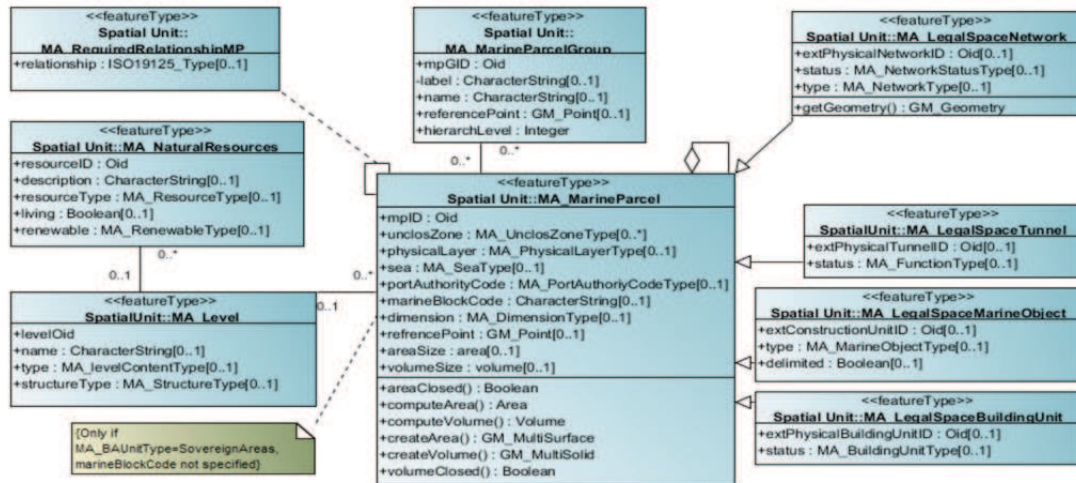 <<featureType>>
Spatial Unit::
MA_RequiredRelationshipMP
+relationship : ISO19125_Type[0..1]
<<featureType>>
Spatial Unit::
MA_MarineParcelGroup
+mpGID : Oid
-label : CharacterString[0..1]
+name : CharacterString[0..1]
+referencePoint : GM_Point[0..1]
+hierarchLevel : Integer
<<featureType>>
Spatial Unit::MA_LegalSpaceNetwork
+extPhysicalNetworkID : Oid[0..1]
+status : MA_NetworkStatusType[0..1]
+type : MA_NetworkType[0..1]
+getGeometry() : GM_Geometry
<<featureType>>
Spatial Unit::MA_NaturalResources
+resourceID : Oid
+description : CharacterString[0..1]
+resourceType : MA_ResourceType[0..1]
+living : Boolean[0..1]
+renewable : MA_RenewableType[0..1]
0..*
0..*
<<featureType>>
Spatial Unit::MA_MarineParcel
+mpID : Oid
+unclosZone : MA_UnclosZoneType[0..*]
+physicalLayer : MA_PhysicalLayerType[0..1]
+sea : MA_SeaType[0..1]
+portAuthorityCode : MA_PortAuthoriyCodeType[0..1]
+marineBlockCode : CharacterString[0..1]
+dimension : MA_DimensionType[0..1]
+refrencePoint : GM_Point[0..1]
+areaSize : area[0..1]
+volumeSize : volume[0..1]
+areaClosed() : Boolean
+computeArea() : Area
+computeVolume() : Volume
+createArea() : GM_MultiSurface
+createVolume() : GM_MultiSolid
+volumeClosed() : Boolean
<<featureType>>
SpatialUnit::MA_LegalSpaceTunnel
+extPhysicalTunnelID : Oid[0..1]
+status : MA_FunctionType[0..1]
0..*
0..1
0..*
0..1
<<featureType>>
SpatialUnit::MA_Level
+levelOid
+name : CharacterString[0..1]
+type : MA_levelContentType[0..1]
+structureType : MA_StructureType[0..1]
<<featureType>>
Spatial Unit::MA_LegalSpaceMarineObject
+extConstructionUnitID : Oid[0..1]
+type : MA_MarineObjectType[0..1]
+delimited : Boolean[0..1]
<<featureType>>
Spatial Unit::MA_LegalSpaceBuildingUnit
+extPhysicalBuildingUnitID : Oid[0..1]
+status : MA_BuildingUnitType[0..1]
{Only if
MA_BAUnitType=SovereignAreas,
marineBlockCode not specified}